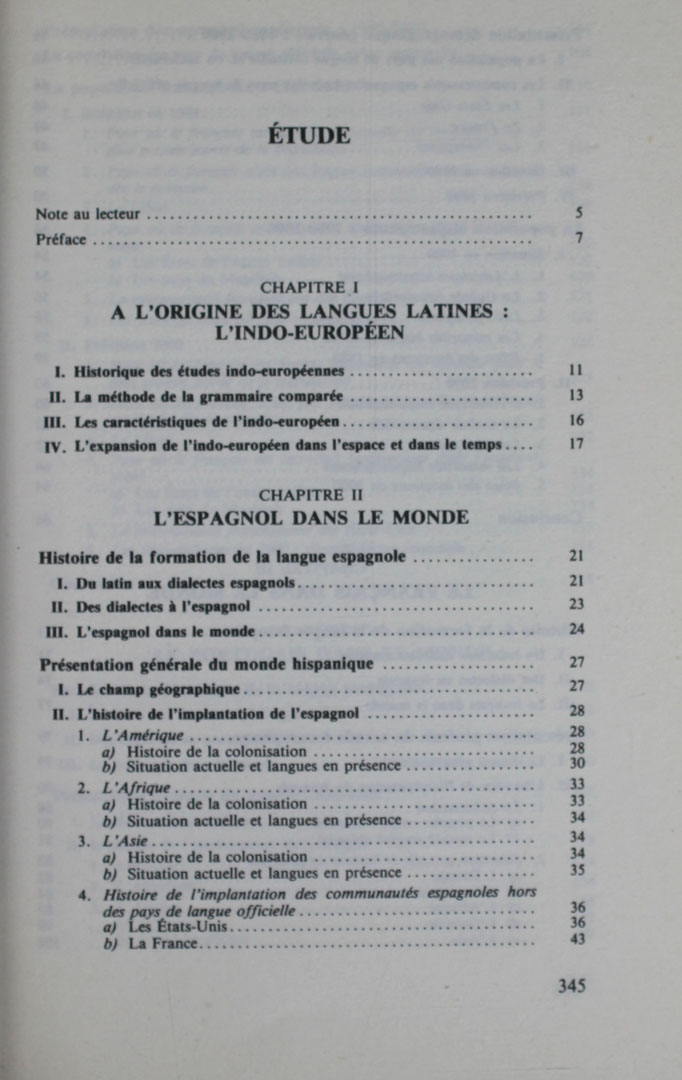 ÉTUDE
Note au lecteur .................................................. 5
Préface .................................................. 7
CHAPITRE I
A L'ORIGINE DES LANGUES LATINES :
L'INDO-EUROPÉEN
I. Historique des études indo-européennes ........................ 11
II. La méthode de la grammaire comparée ........................ 13
III. Les caractéristiques de l'indo-européen ......................... 16
IV. L'expansion de l'indo-européen dans l'espace et dans le temps .... 17
CHAPITRE II
L'ESPAGNOL DANS LE MONDE
Histoire de la formation de la langue espagnole ................ 21
I. Du latin aux dialectes espagnols ............................... 21
II. Des dialectes à l'espagnol .................................... 23
III. L'espagnol dans le monde .................................... 24
Présentation générale du monde hispanique .................... 27
I. Le champ géographique ...................................... 27
II. L'histoire de l'implantation de l'espagnol ...................... 28
1. L'Amérique ............................................. 28
a) Histoire de la colonisation ............................. 28
b) Situation actuelle et langues en présence ................. 30
2. L'Afrique ............................................... 33
a) Histoire de la colonisation ............................. 33
b) Situation actuelle et langues en présence ................. 34
3. L'Asie .................................................. 34
a) Histoire de la colonisation ............................. 34
b) Situation actuelle et langues en présence ................. 35
4. Histoire de l'implantation des communautés espagnoles hors
des pays de langue officielle ............................... 36
a) Les États-Unis ........................................ 36
b) La France ............................................ 43
345